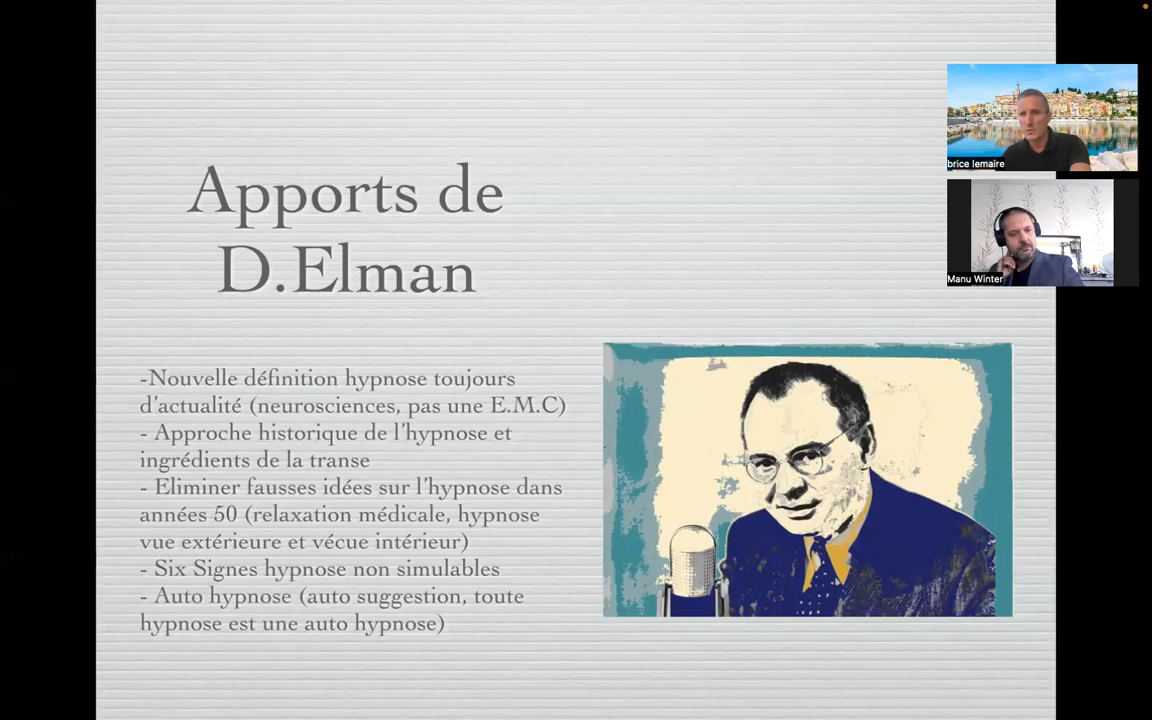 Apports de
D.Elman
-Nouvelle définition hypnose toujours
d'actualité (neurosciences, pas une E.M.C)
- Approche historique de l'hypnose et
ingrédients de la transe
- Eliminer fausses idées sur l'hypnose dans
années 50 (relaxation médicale, hypnose
vue extérieure et vécue intérieur)
- Six Signes hypnose non simulables
- Auto hypnose (auto suggestion, toute
hypnose est une auto hypnose)
brice lemaire
Manu Winter